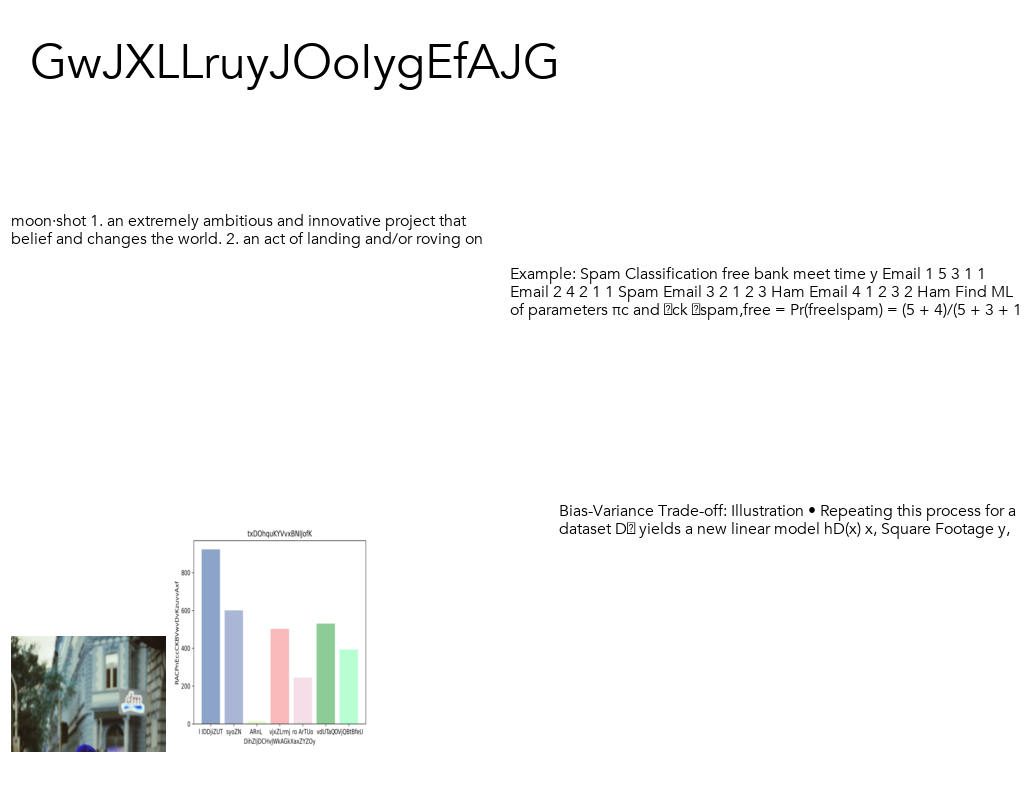 GwJXLLruyJOoIygEfAJG
moon·shot 1. an extremely ambitious and innovative project that
belief and changes the world. 2. an act of landing and/or roving on
Example: Spam Classification free bank meet time y Email 1 5 3 1 1
Email 2 4 2 1 1 Spam Email 3 2 1 2 3 Ham Email 4 1 2 3 2 Ham Find ML
of parameters πc and ck spam,free = Pr(free|spam) = (5 + 4)/(5 + 3 + 1
Bias-Variance Trade-off: Illustration • Repeating this process for a
dataset D yields a new linear model hD(x) x, Square Footage y,
txDOhquKYVvxBNIJofK
800
600
400
200
0
syoZN ARnL vjxZLrmj ro ArTUo
dm